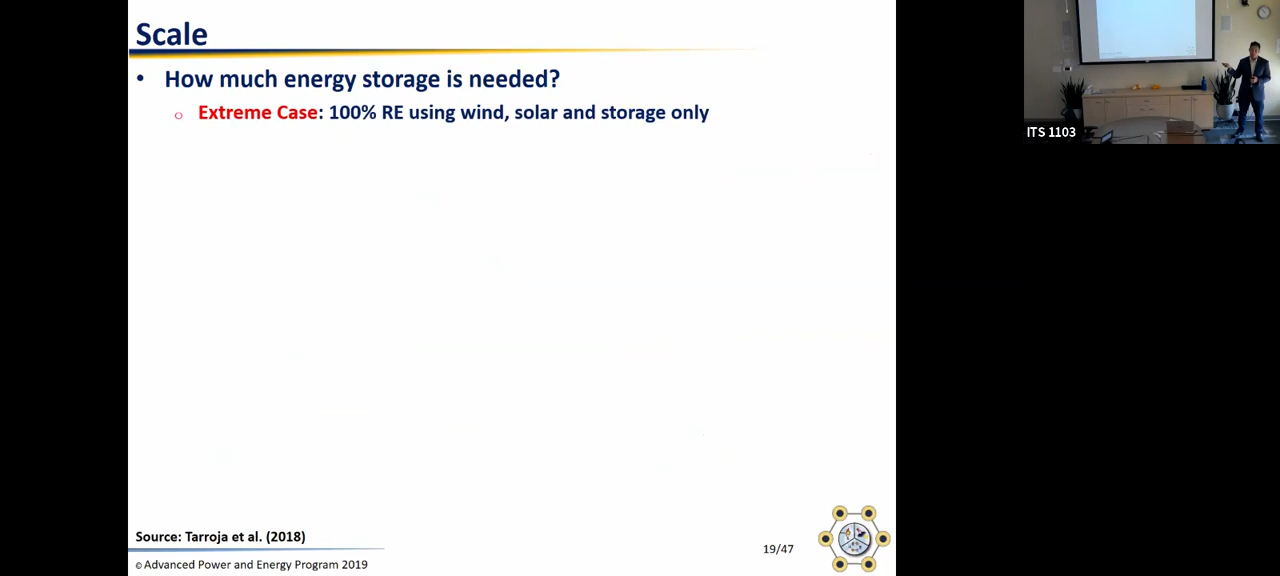 Scale
• How much energy storage is needed?
o Extreme Case: 100% RE using wind, solar and storage only
ITS 1103
Source: Tarroja et al. (2018)
19/47
© Advanced Power and Energy Program 2019